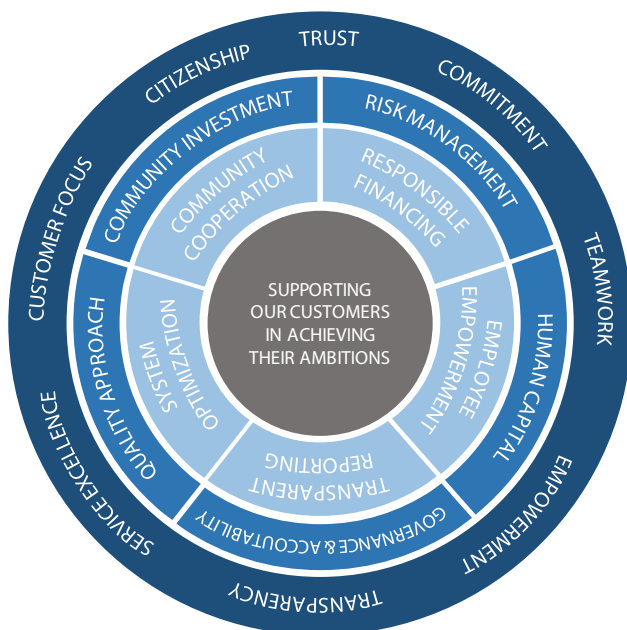 TRUST
COMMITMENT
TEAMWORK
EMPOWERMENT
TRANSPARENCY
SERVICE EXCELLENCE
CUSTOMER FOCUS
CITIZENSHIP
RISK MANAGEMENT
HUMAN CAPITAL
GOVERNANCE & ACCOUTABILITY
QUALITY APPROACH
COMMUNITY INVESTMENT
RESPONSIBLE
FINANCING
EMPLOYEE
EMPOWERMENT
TRANSPARENT
REPORTING
SYSTEM
OPTIMIZATION
COMMUNITY
COOPERATION
SUPPORTING
OUR CUSTOMERS
IN ACHIEVING
THEIR AMBITIONS